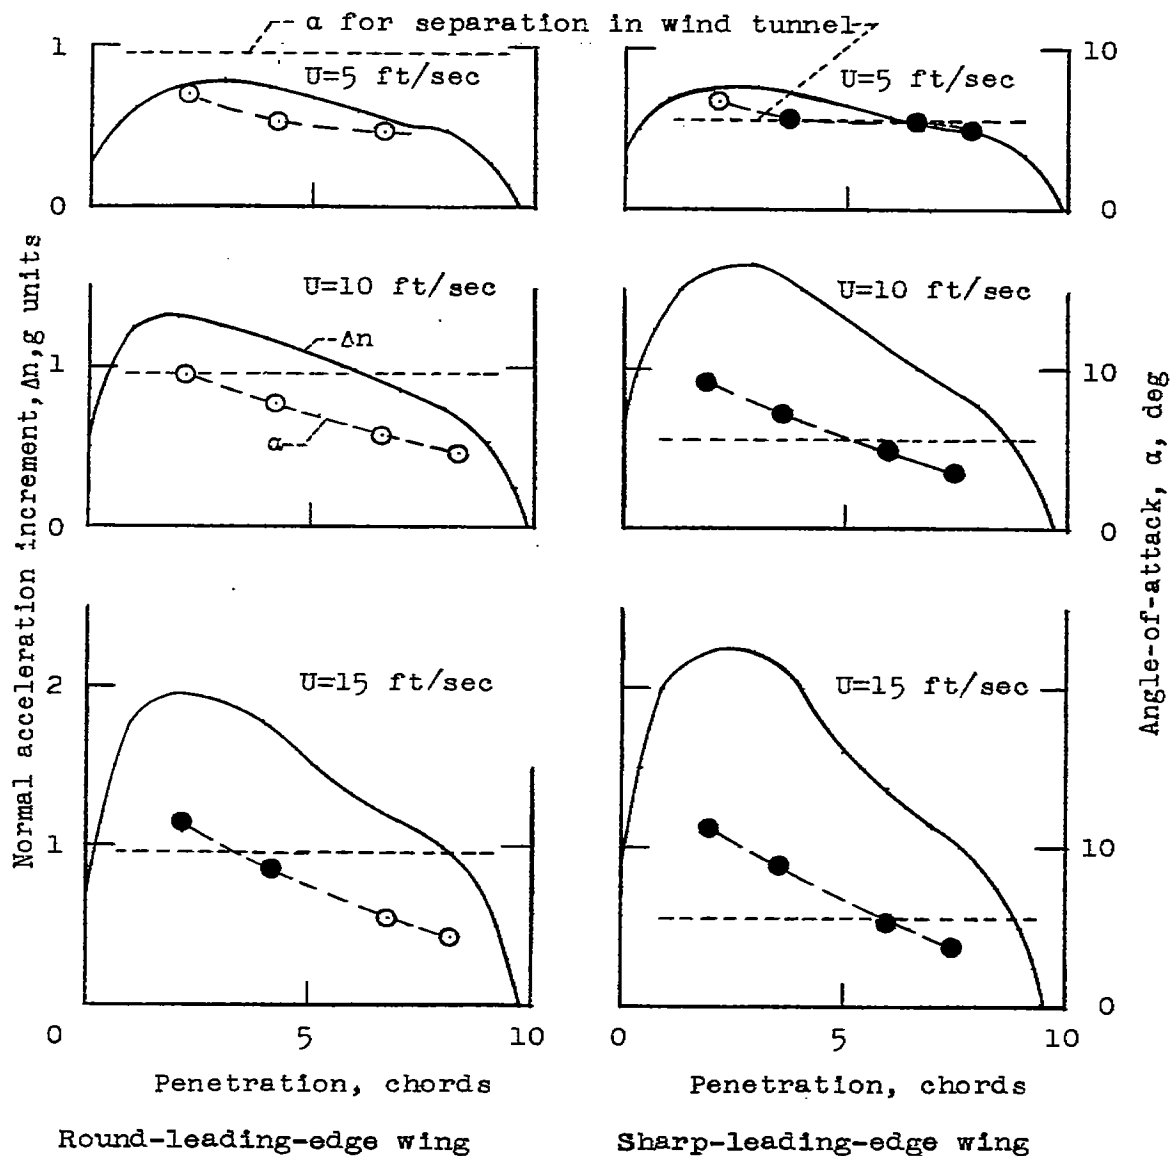 α for separation in wind tunnel
1
U=5 ft/sec
0
U=5 ft/sec
10
0
U=10 ft/sec
Δn
1
α
0
U=10 ft/sec
10
0
2
U=15 ft/sec
1
0
5
10
U=15 ft/sec
10
0
0
5
10
Normal acceleration increment, Δn, g units
Angle-of-attack, α, deg
Penetration, chords
Penetration, chords
Round-leading-edge wing
Sharp-leading-edge wing